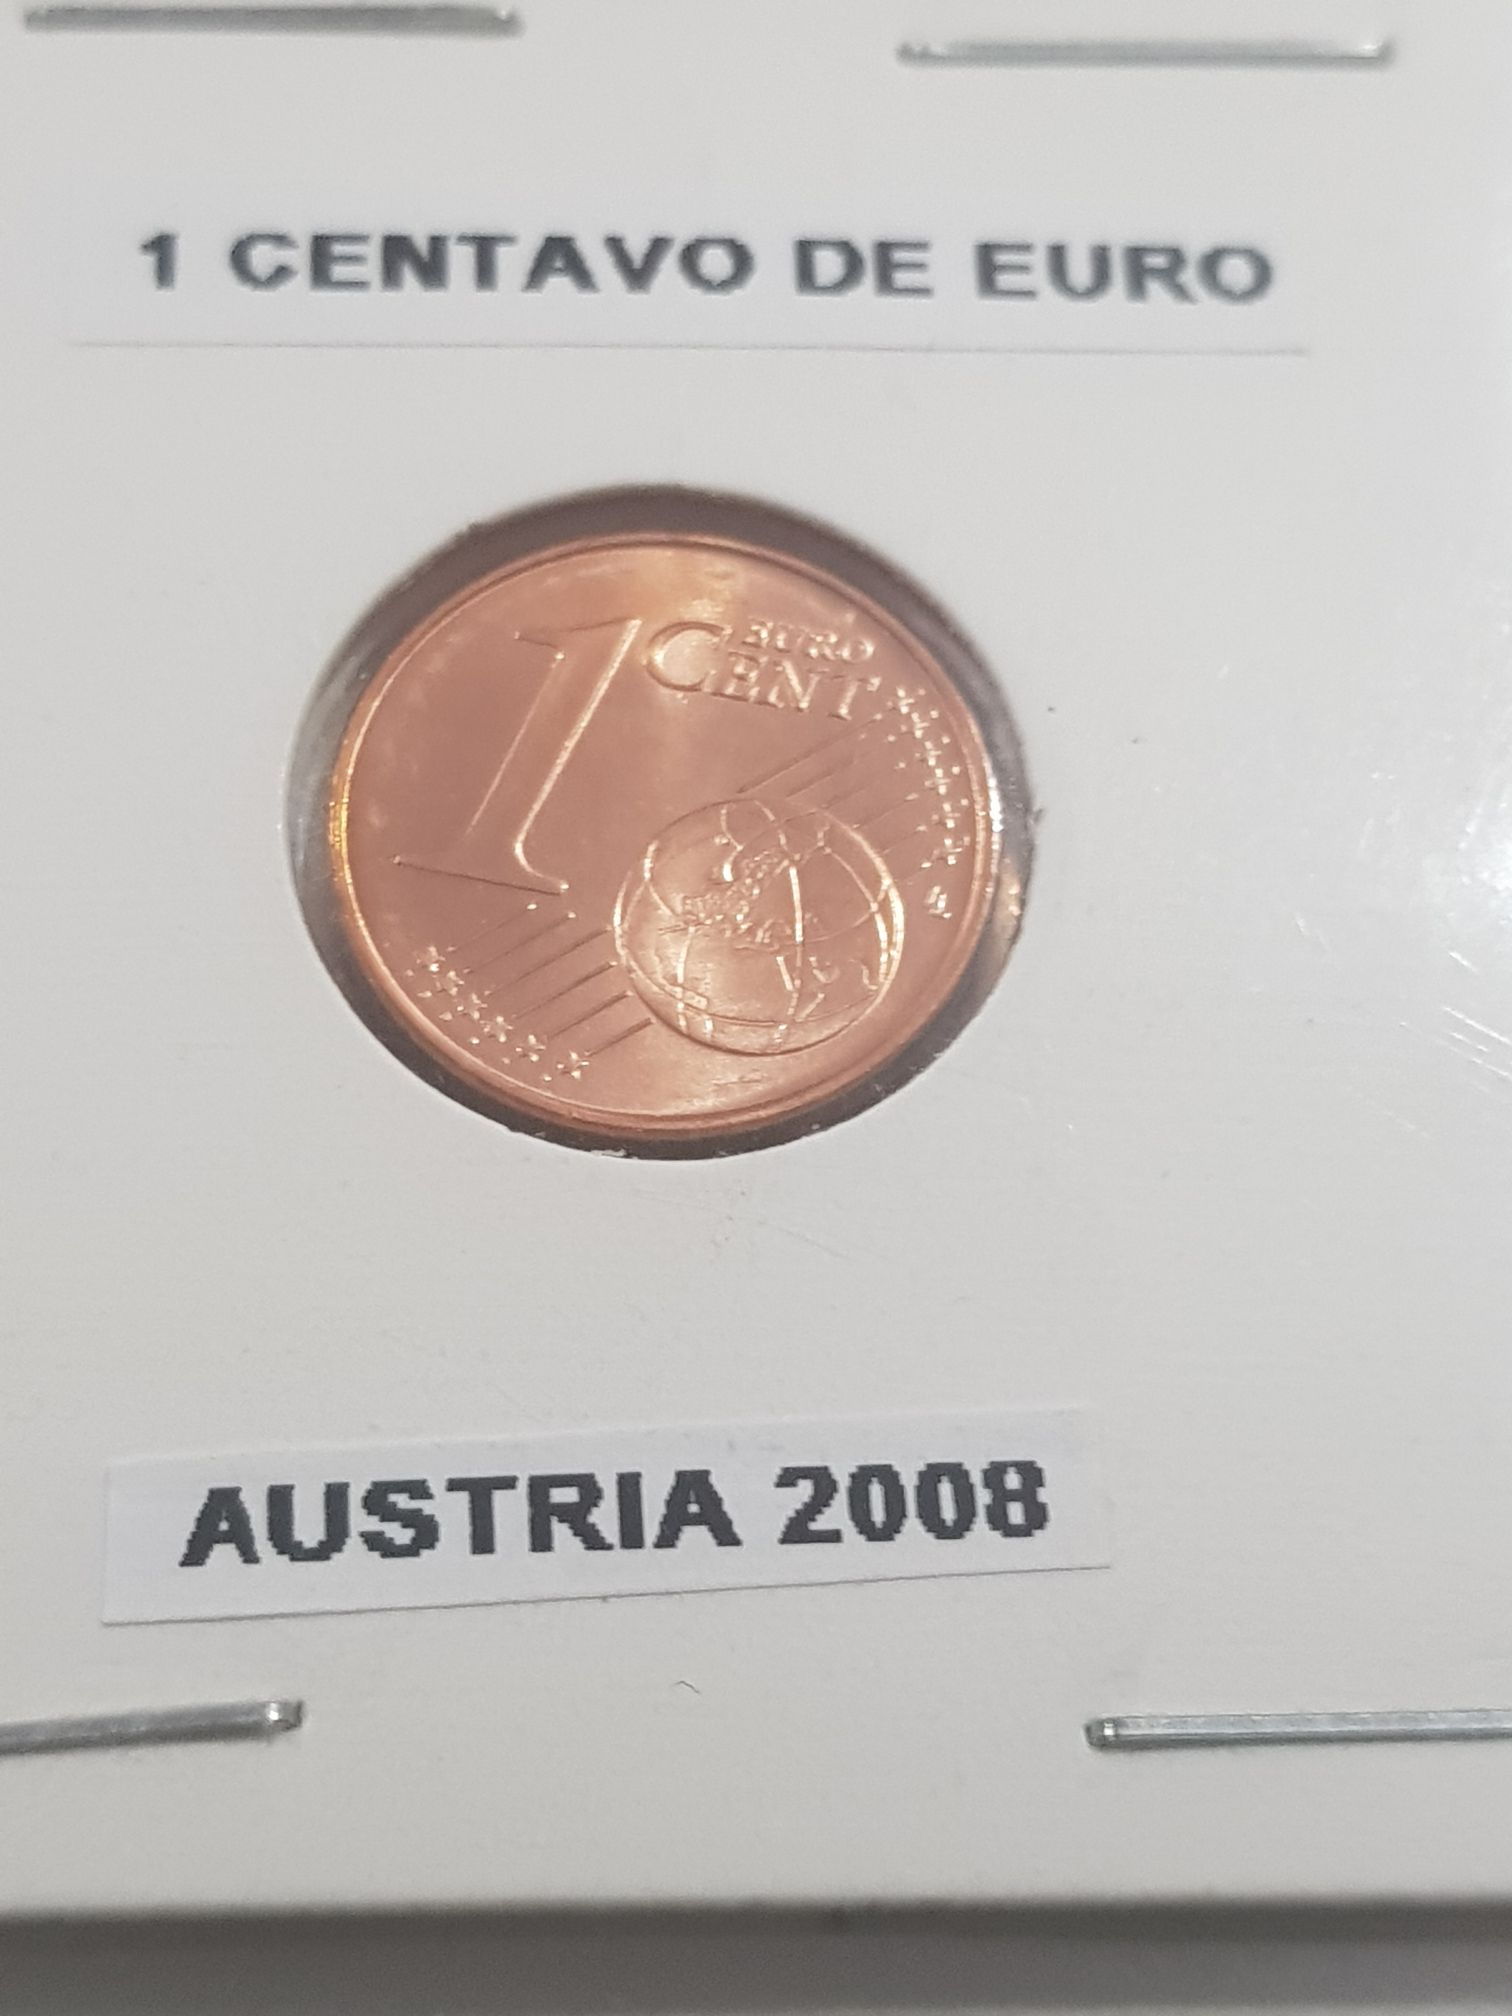 1 CENTAVO DE EURO
1 EURO
CENT
AUSTRIA 2008